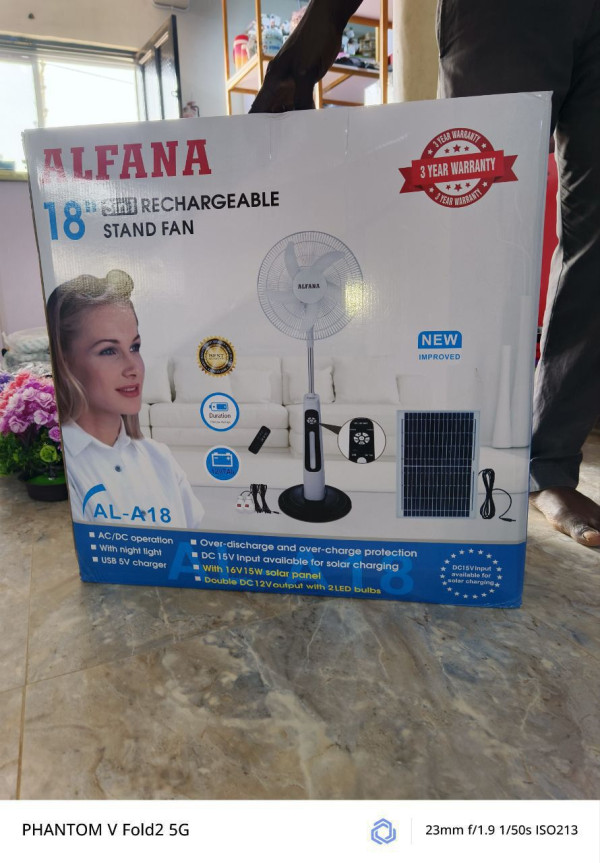 ALFANA
3 YEAR WARRANTY
3 YEAR WARRANTY
3 YEAR WARRANTY
18" RECHARGEABLE
STAND FAN
ALFANA
NEW
IMPROVED
BEST
Duration
AL-A18
AC/DC operation
With night light
USB 5V charger
Over-discharge and over-charge protection
DC 15V Input available for solar charging
With 16V15W solar panel
Double DC12V output with 2 LED bulbs
DC15V Input
available for
solar charging
PHANTOM V Fold2 5G
23mm f/1.9 1/50s ISO213